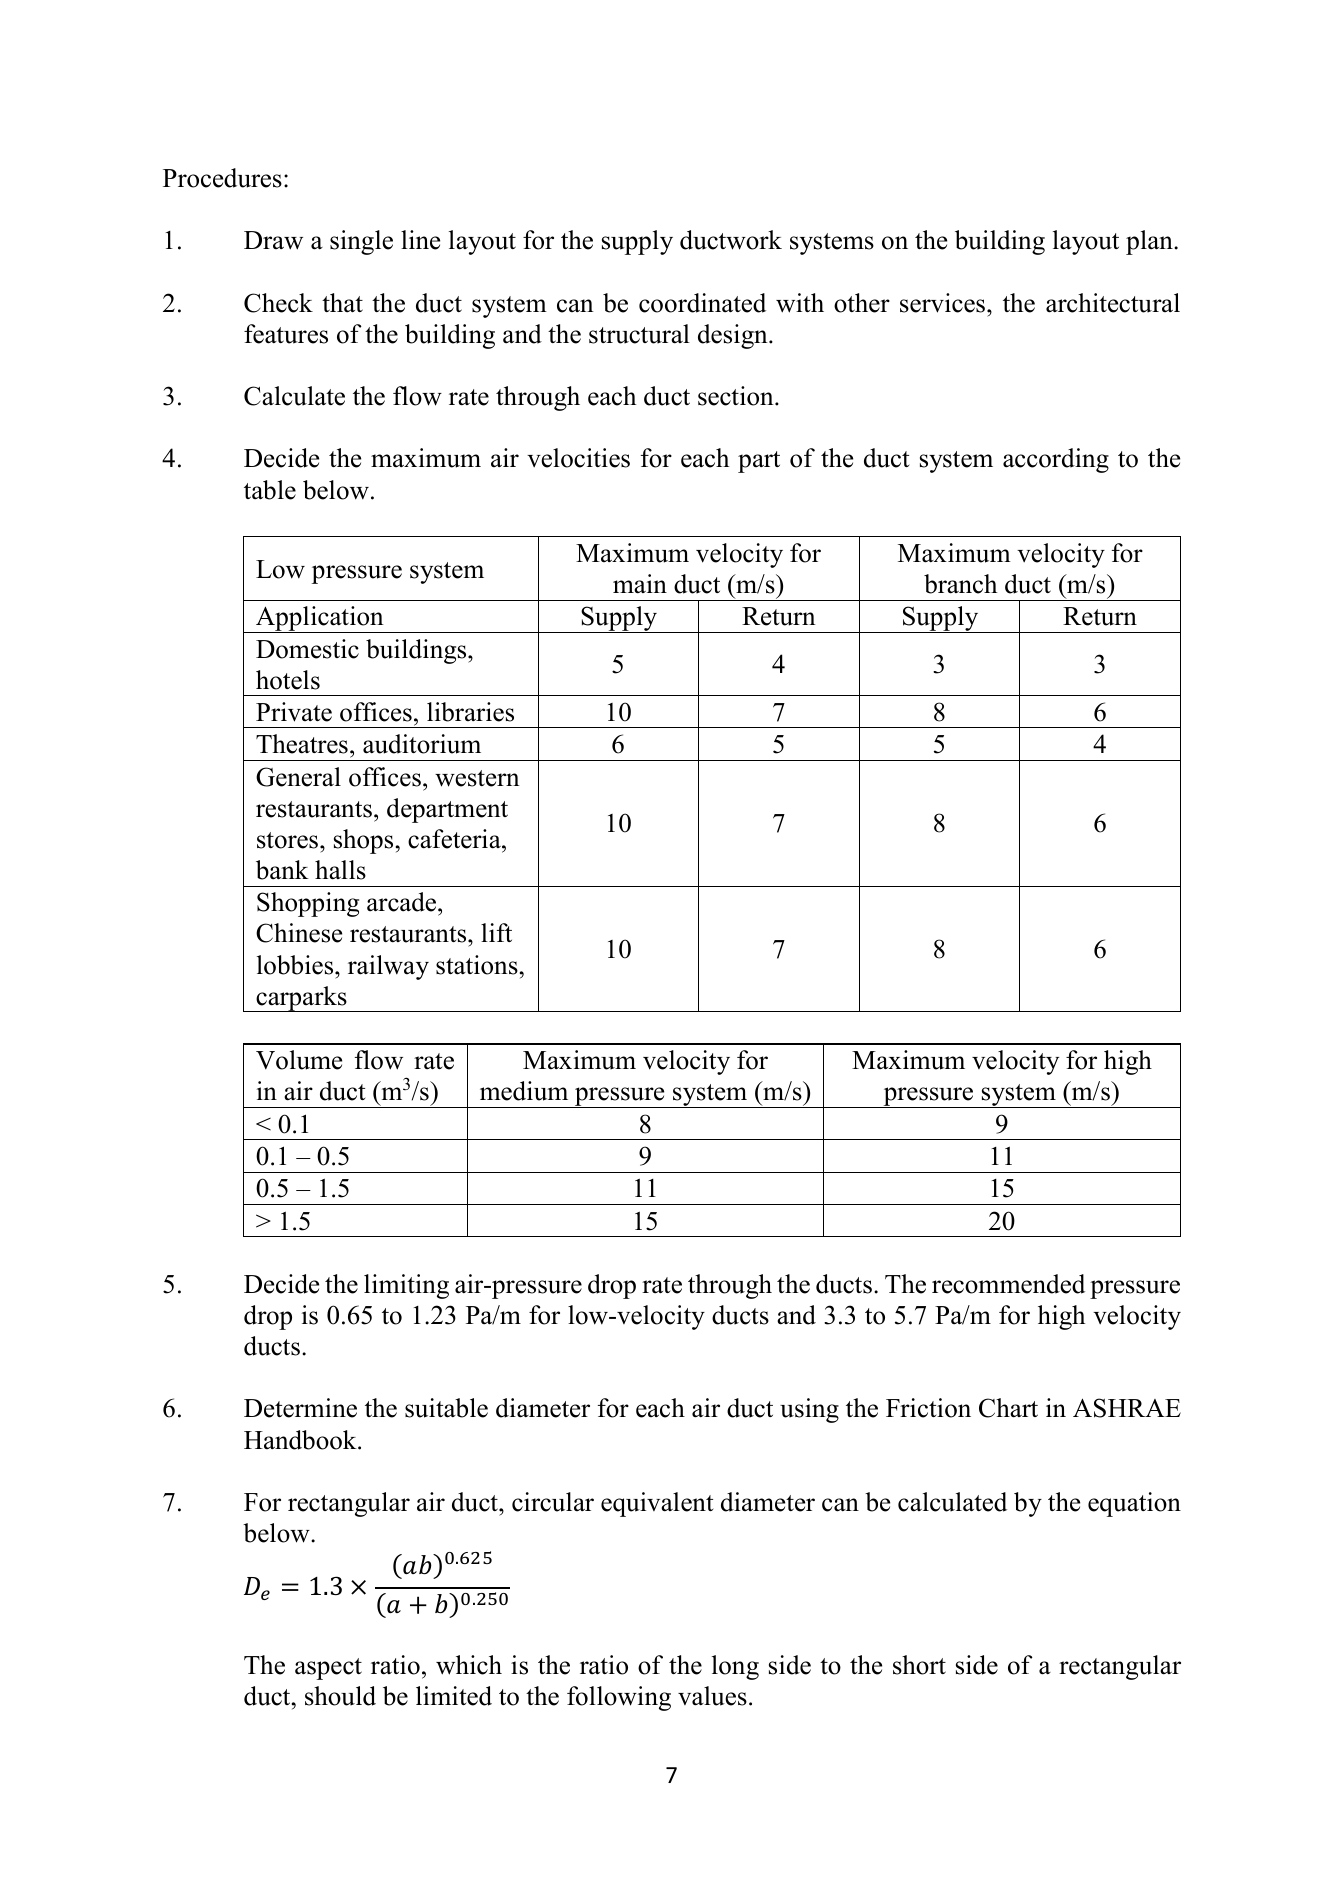 Procedures:
1. Draw a single line layout for the supply ductwork systems on the building layout plan.
2. Check that the duct system can be coordinated with other services, the architectural
features of the building and the structural design.
3. Calculate the flow rate through each duct section.
4. Decide the maximum air velocities for each part of the duct system according to the
table below.
Low pressure system
Maximum velocity for
main duct (m/s)
Maximum velocity for
branch duct (m/s)
Application Supply Return Supply Return
Domestic buildings,
hotels
5 4 3 3
Private offices, libraries 10 7 8 6
Theatres, auditorium 6 5 5 4
General offices, western
restaurants, department
stores, shops, cafeteria,
bank halls
10 7 8 6
Shopping arcade,
Chinese restaurants, lift
lobbies, railway stations,
carparks
10 7 8 6
Volume flow rate
in air duct (m³/s)
Maximum velocity for
medium pressure system (m/s)
Maximum velocity for high
pressure system (m/s)
< 0.1 8 9
0.1 – 0.5 9 11
0.5 – 1.5 11 15
> 1.5 15 20
5. Decide the limiting air-pressure drop rate through the ducts. The recommended pressure
drop is 0.65 to 1.23 Pa/m for low-velocity ducts and 3.3 to 5.7 Pa/m for high velocity
ducts.
6. Determine the suitable diameter for each air duct using the Friction Chart in ASHRAE
Handbook.
7. For rectangular air duct, circular equivalent diameter can be calculated by the equation
below.
Dₑ = 1.3 × (ab)^0.625 / (a + b)^0.250
The aspect ratio, which is the ratio of the long side to the short side of a rectangular
duct, should be limited to the following values.
7